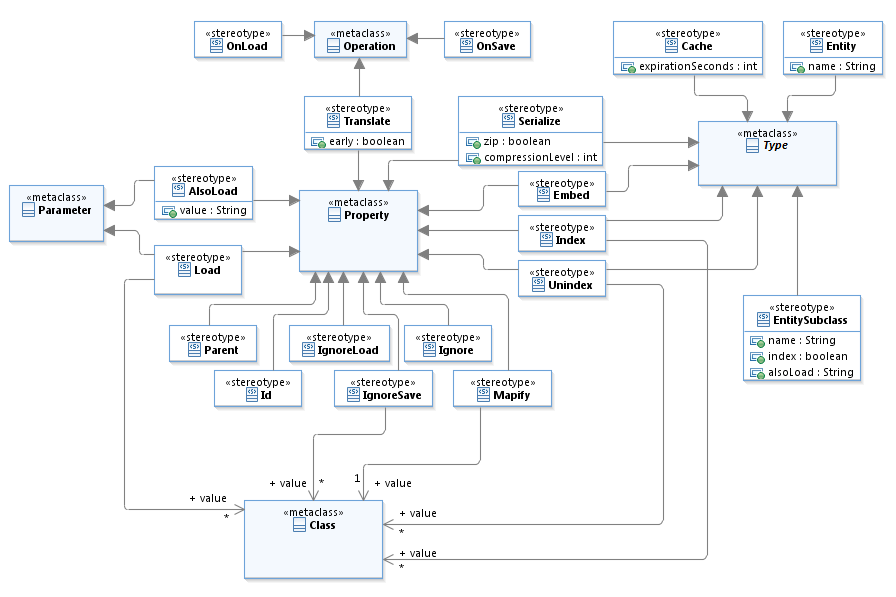 «stereotype»
OnLoad
«metaclass»
Operation
«stereotype»
OnSave
«stereotype»
Cache
expirationSeconds : int
«stereotype»
Entity
name : String
«stereotype»
Translate
early : boolean
«stereotype»
Serialize
zip : boolean
compressionLevel : int
«metaclass»
Type
«stereotype»
AlsoLoad
value : String
«metaclass»
Parameter
«metaclass»
Property
«stereotype»
Embed
«stereotype»
Index
«stereotype»
Load
«stereotype»
Unindex
«stereotype»
EntitySubclass
name : String
index : boolean
alsoLoad : String
«stereotype»
Parent
«stereotype»
IgnoreLoad
«stereotype»
Ignore
«stereotype»
Id
«stereotype»
IgnoreSave
«stereotype»
Mapify
+ value
*
1
+ value
+ value
*
«metaclass»
Class
+ value
*
+ value
*